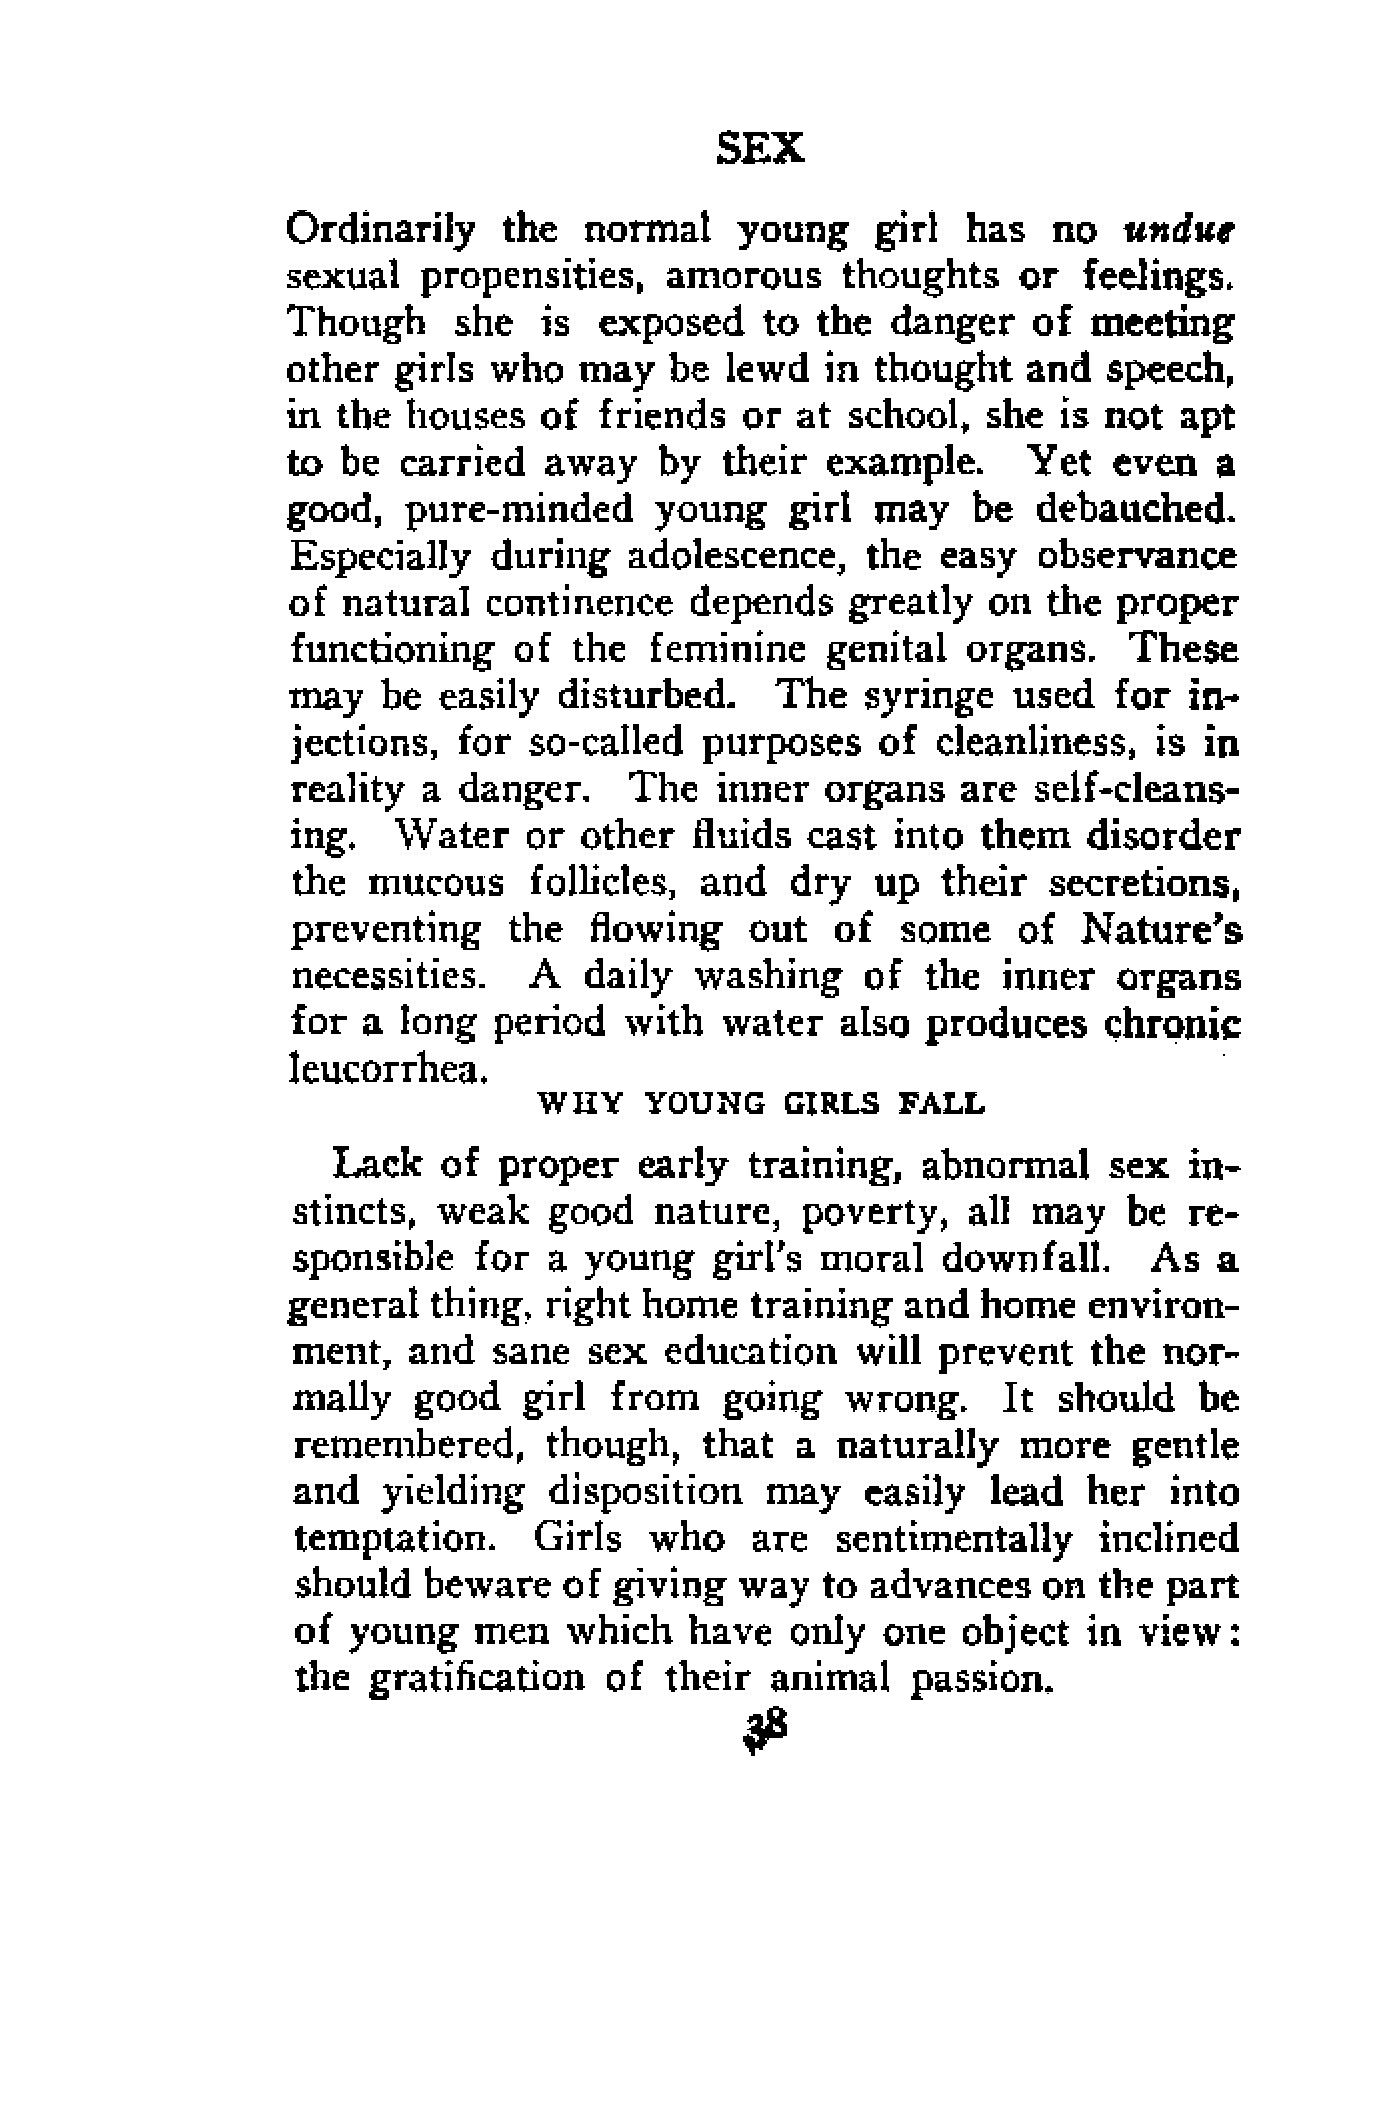 SEX
Ordinarily the normal young girl has no undue
sexual propensities, amorous thoughts or feelings.
Though she is exposed to the danger of meeting
other girls who may be lewd in thought and speech,
in the houses of friends or at school, she is not apt
to be carried away by their example. Yet even a
good, pure-minded young girl may be debauched.
Especially during adolescence, the easy observance
of natural continence depends greatly on the proper
functioning of the feminine genital organs. These
may be easily disturbed. The syringe used for in-
jections, for so-called purposes of cleanliness, is in
reality a danger. The inner organs are self-cleans-
ing. Water or other fluids cast into them disorder
the mucous follicles, and dry up their secretions,
preventing the flowing out of some of Nature's
necessities. A daily washing of the inner organs
for a long period with water also produces chronic
leucorrhea.
WHY YOUNG GIRLS FALL
Lack of proper early training, abnormal sex in-
stincts, weak good nature, poverty, all may be re-
sponsible for a young girl's moral downfall. As a
general thing, right home training and home environ-
ment, and sane sex education will prevent the nor-
mally good girl from going wrong. It should be
remembered, though, that a naturally more gentle
and yielding disposition may easily lead her into
temptation. Girls who are sentimentally inclined
should beware of giving way to advances on the part
of young men which have only one object in view:
the gratification of their animal passion.
38